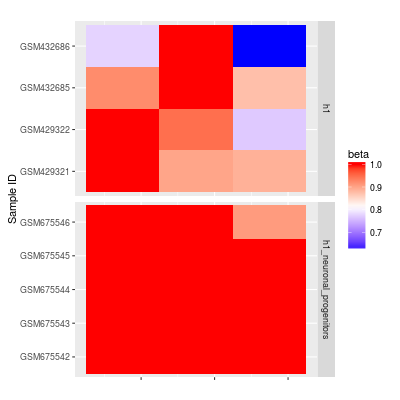 GSM432686
GSM432685
GSM429322
GSM429321
h1
GSM675546
GSM675545
GSM675544
GSM675543
GSM675542
h1_neuronal_progenitors
Sample ID
beta
1.0
0.9
0.8
0.7